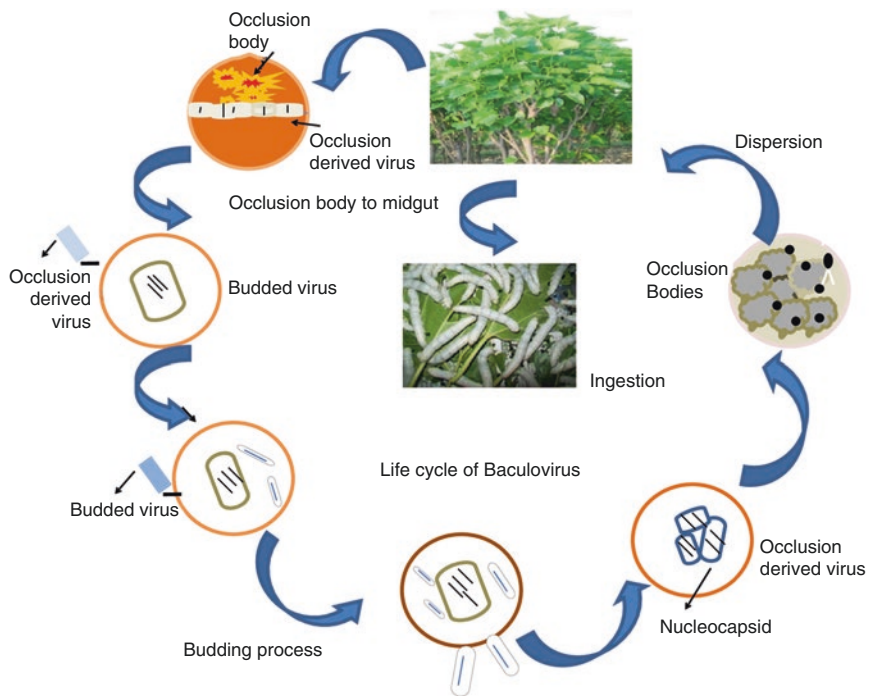 Occlusion
body
Occlusion
derived virus
Dispersion
Occlusion body to midgut
Occlusion
derived
virus
Budded virus
Occlusion
Bodies
Ingestion
Life cycle of Baculovirus
Budded virus
Occlusion
derived virus
Nucleocapsid
Budding process